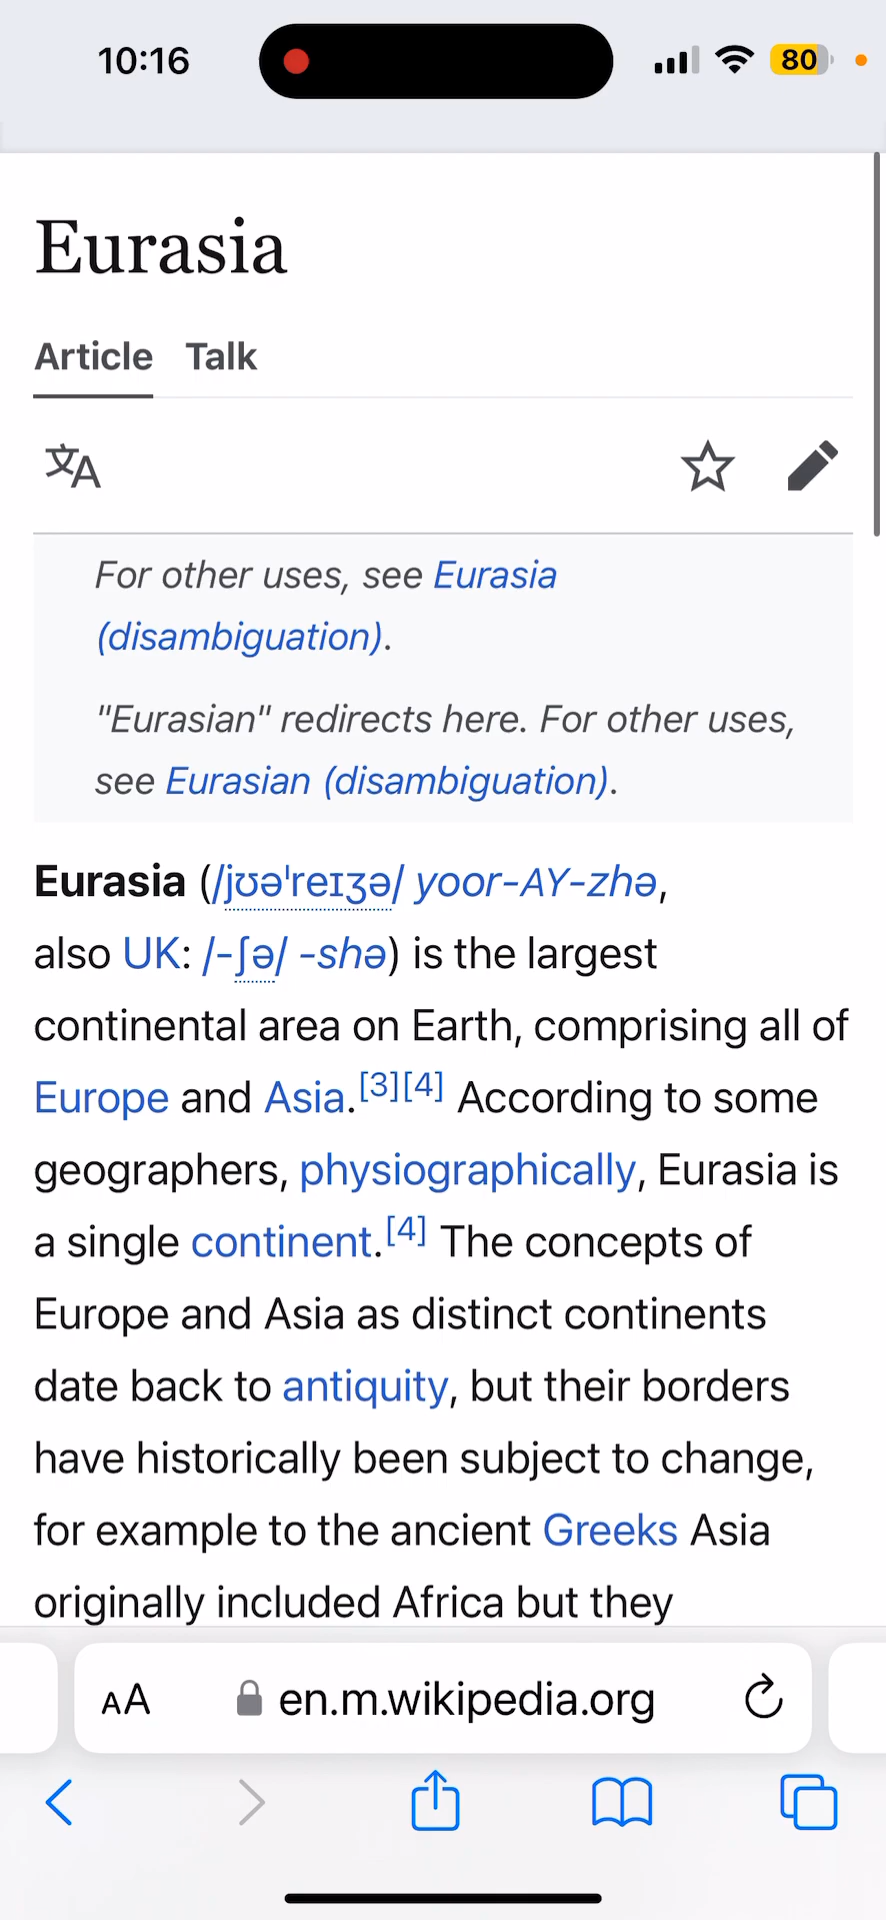 10:16
80
Eurasia
Article Talk
文A
For other uses, see Eurasia
(disambiguation).
"Eurasian" redirects here. For other uses,
see Eurasian (disambiguation).
Eurasia (/jʊəˈreɪʒə/ yoor-AY-zhə,
also UK: /-ʃə/ -shə) is the largest
continental area on Earth, comprising all of
Europe and Asia.[3][4] According to some
geographers, physiographically, Eurasia is
a single continent.[4] The concepts of
Europe and Asia as distinct continents
date back to antiquity, but their borders
have historically been subject to change,
for example to the ancient Greeks Asia
originally included Africa but they
AA en.m.wikipedia.org